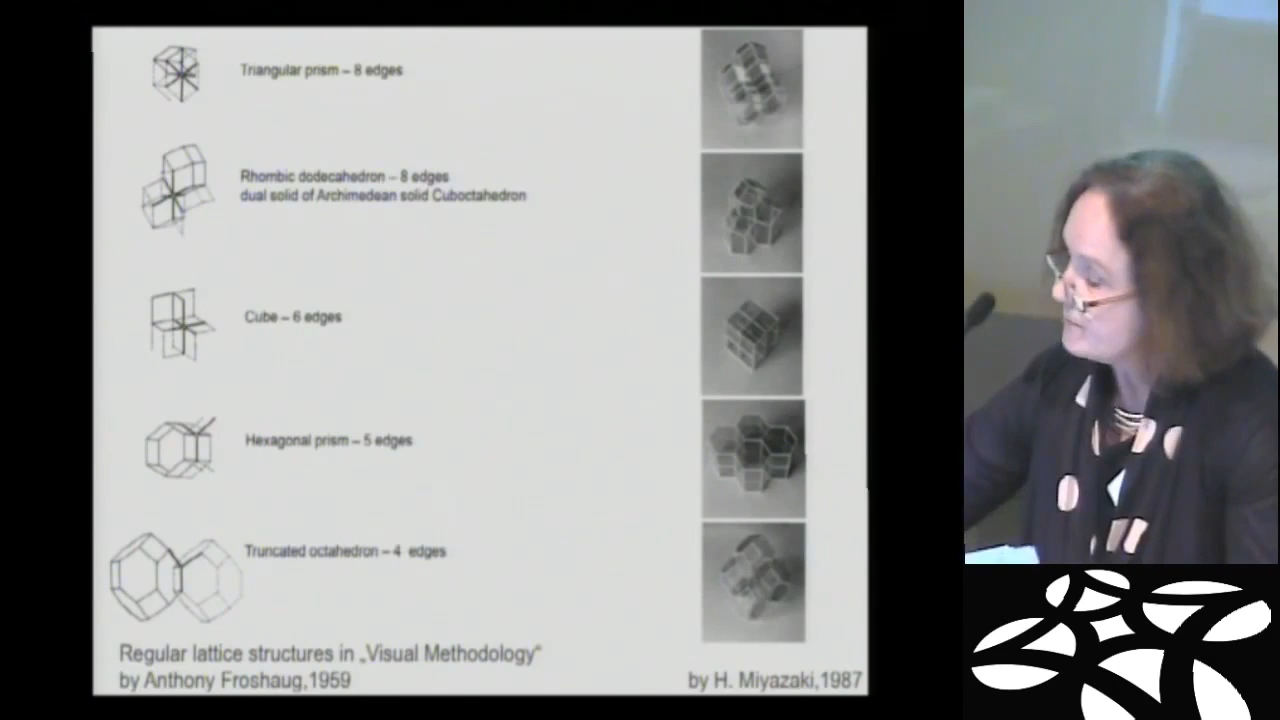 Triangular prism – 8 edges
Rhombic dodecahedron – 8 edges
dual solid of Archimedean solid Cuboctahedron
Cube – 6 edges
Hexagonal prism – 5 edges
Truncated octahedron – 4 edges
Regular lattice structures in „Visual Methodology“
by Anthony Froshaug,1959
by H. Miyazaki,1987